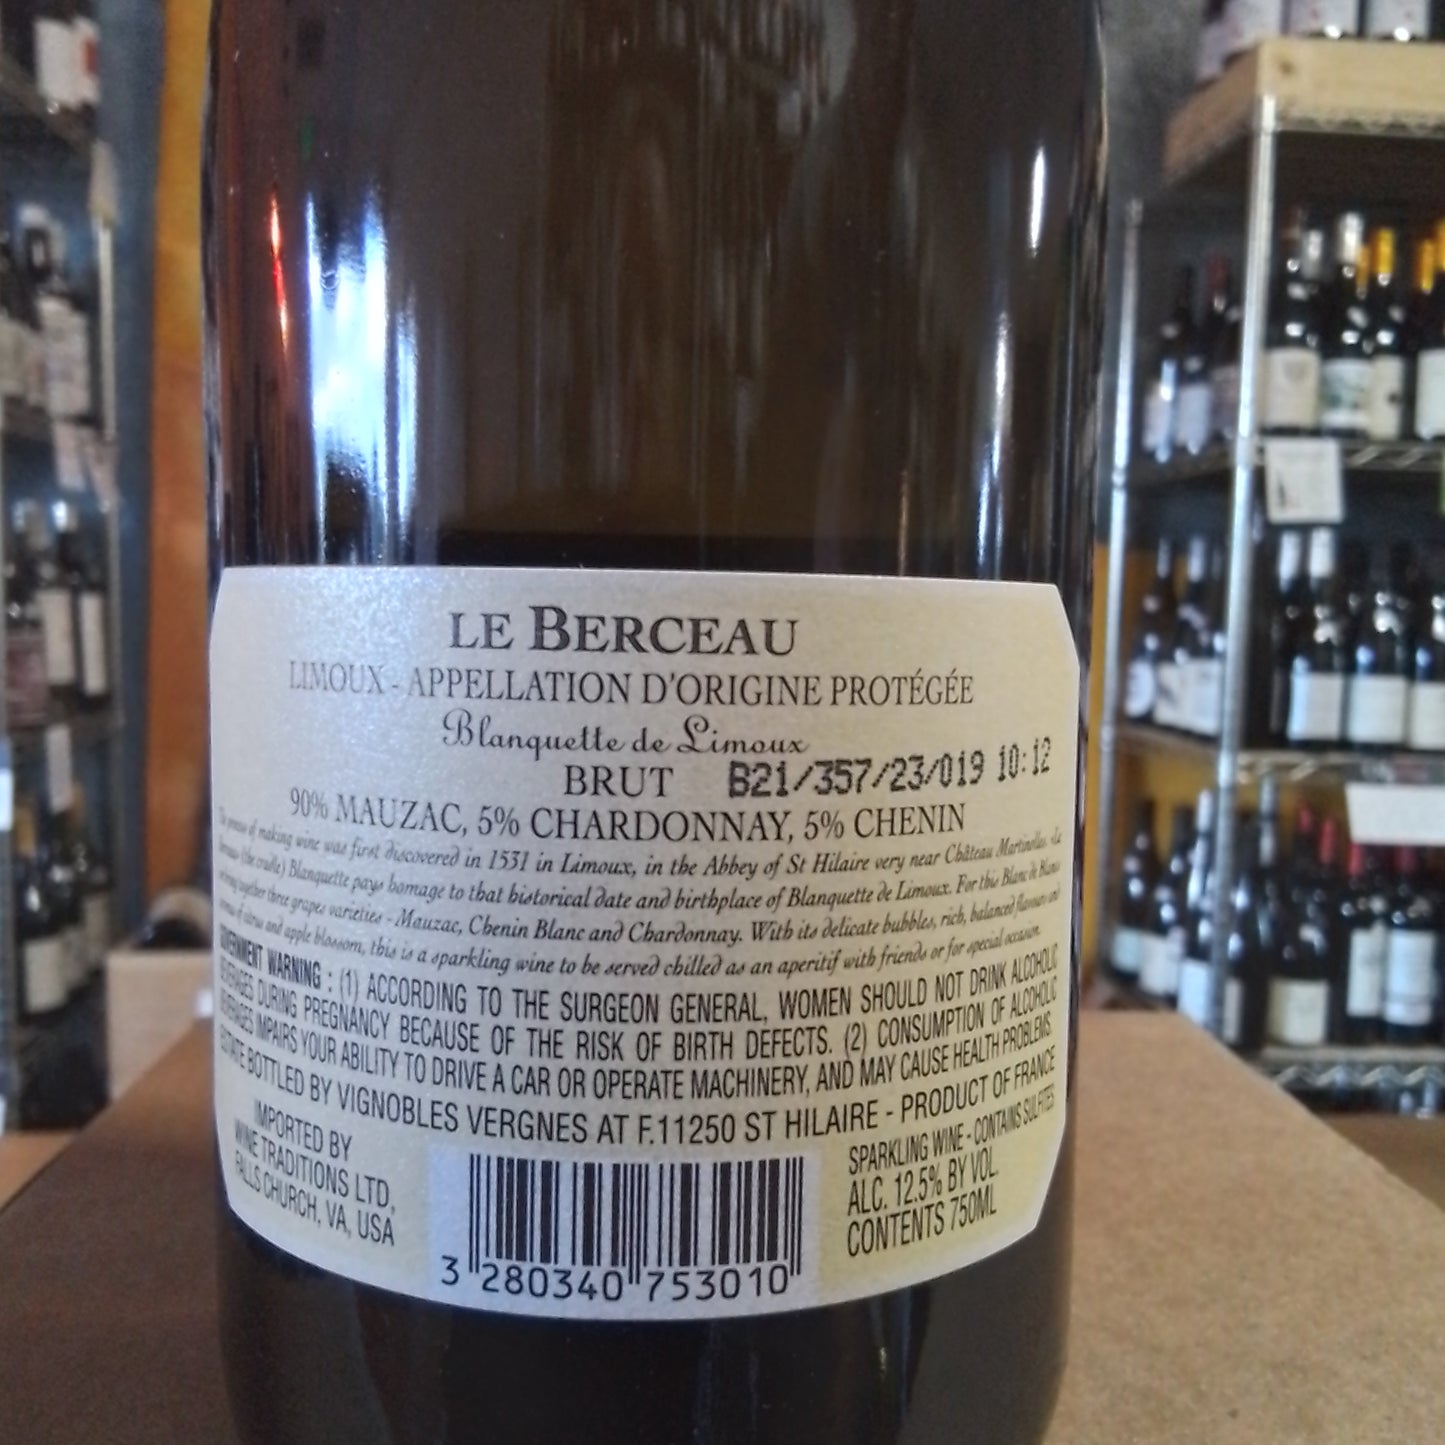 LE BERCEAU
LIMOUX - APPELLATION D'ORIGINE PROTÉGÉE
Blanquette de Limoux
BRUT B21/357/23/019 10:12
90% MAUZAC, 5% CHARDONNAY, 5% CHENIN
process of making wine was first discovered in 1531 in Limoux, in the Abbey of St Hilaire very near Château Martinolles. Le
berceau (the cradle) Blanquette pays homage to that historical date and birthplace of Blanquette de Limoux. For this Blanc de Blancs
bring together three grapes varieties - Mauzac, Chenin Blanc and Chardonnay. With its delicate bubbles, rich, balanced flavours and
aromas of citrus and apple blossom, this is a sparkling wine to be served chilled as an aperitif with friends or for special occasion.
GOVERNMENT WARNING : (1) ACCORDING TO THE SURGEON GENERAL, WOMEN SHOULD NOT DRINK ALCOHOLIC
BEVERAGES DURING PREGNANCY BECAUSE OF THE RISK OF BIRTH DEFECTS. (2) CONSUMPTION OF ALCOHOLIC
BEVERAGES IMPAIRS YOUR ABILITY TO DRIVE A CAR OR OPERATE MACHINERY, AND MAY CAUSE HEALTH PROBLEMS.
ESTATE BOTTLED BY VIGNOBLES VERGNES AT F.11250 ST HILAIRE - PRODUCT OF FRANCE
IMPORTED BY
WINE TRADITIONS LTD,
FALLS CHURCH, VA, USA
3 280340 753010
SPARKLING WINE - CONTAINS SULFITES
ALC. 12.5% BY VOL.
CONTENTS 750ML